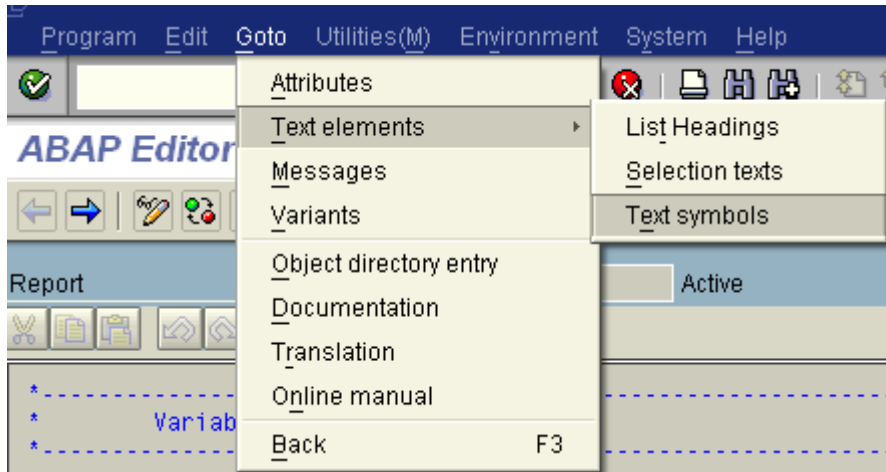 Program Edit Goto Utilities(M) Environment System Help
Attributes
Text elements
Messages
Variants
Object directory entry
Documentation
Translation
Online manual
Back F3
List Headings
Selection texts
Text symbols
ABAP Editor
Report Active
*--------------
* Variab
*--------------